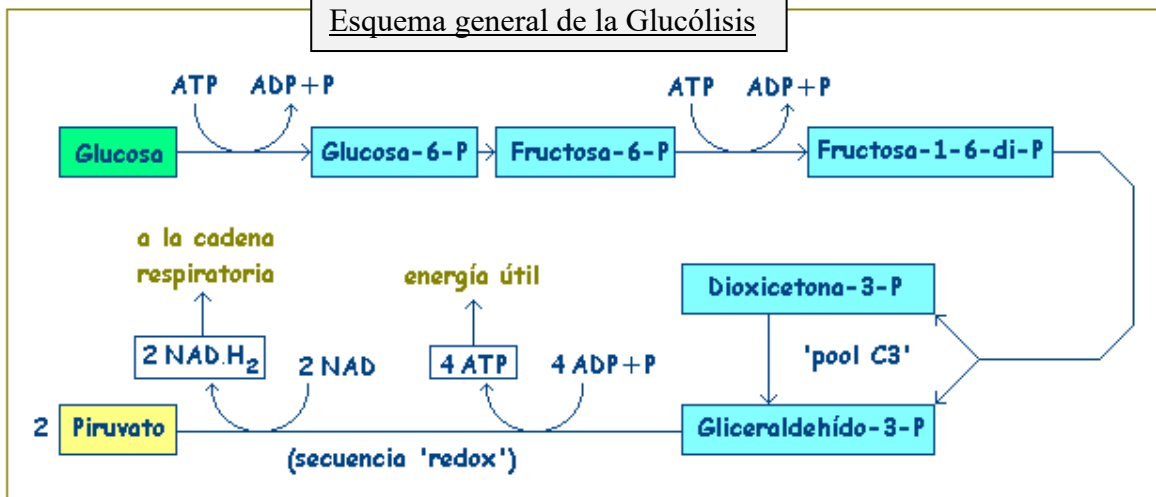 Esquema general de la Glucólisis
ATP ADP+P ATP ADP+P
Glucosa Glucosa-6-P Fructosa-6-P Fructosa-1-6-di-P
a la cadena
respiratoria
energía útil
Dioxicetona-3-P
'pool C3'
2 NAD.H₂ 2 NAD 4 ATP 4 ADP+P
2 Piruvato Gliceraldehído-3-P
(secuencia 'redox')